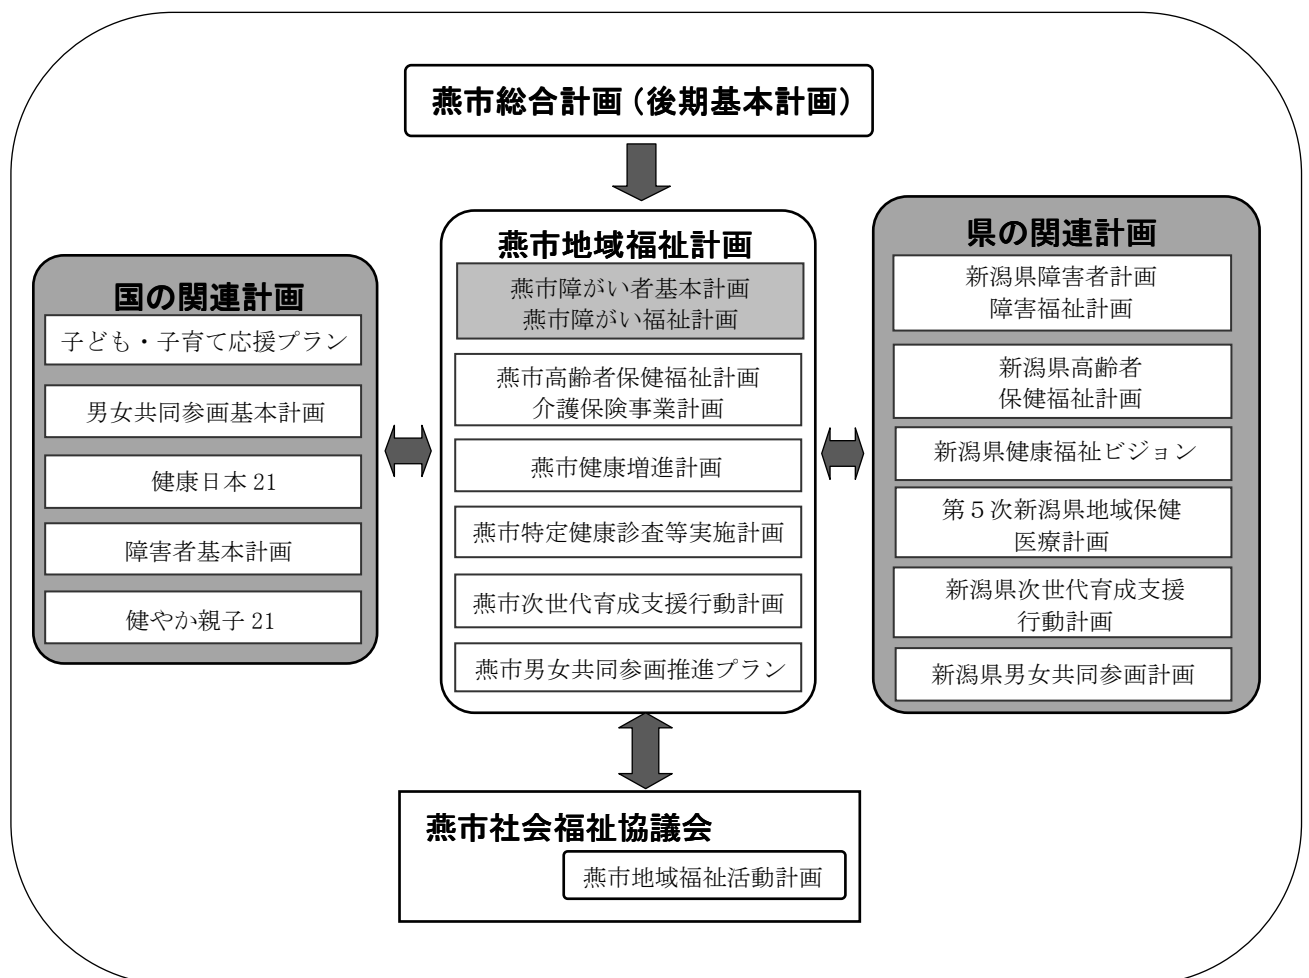 燕市総合計画（後期基本計画）
国の関連計画
子ども・子育て応援プラン
男女共同参画基本計画
健康日本 21
障害者基本計画
健やか親子 21
燕市地域福祉計画
燕市障がい者基本計画
燕市障がい福祉計画
燕市高齢者保健福祉計画
介護保険事業計画
燕市健康増進計画
燕市特定健康診査等実施計画
燕市次世代育成支援行動計画
燕市男女共同参画推進プラン
県の関連計画
新潟県障害者計画
障害福祉計画
新潟県高齢者
保健福祉計画
新潟県健康福祉ビジョン
第５次新潟県地域保健
医療計画
新潟県次世代育成支援
行動計画
新潟県男女共同参画計画
燕市社会福祉協議会
燕市地域福祉活動計画